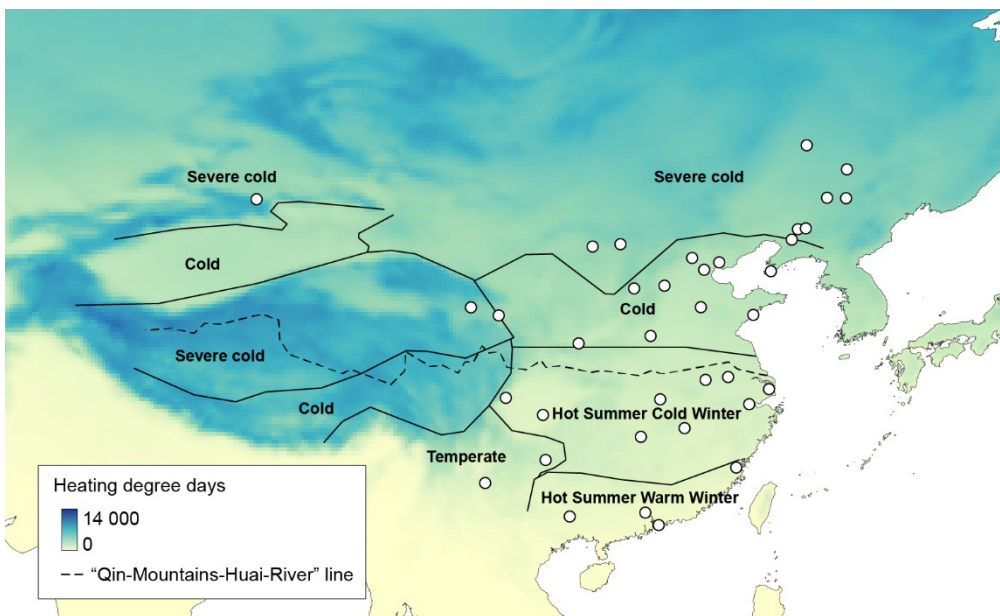 Severe cold
Severe cold
Cold
Cold
Severe cold
Cold
Hot Summer Cold Winter
Temperate
Hot Summer Warm Winter
Heating degree days
14 000
0
“Qin-Mountains-Huai-River” line